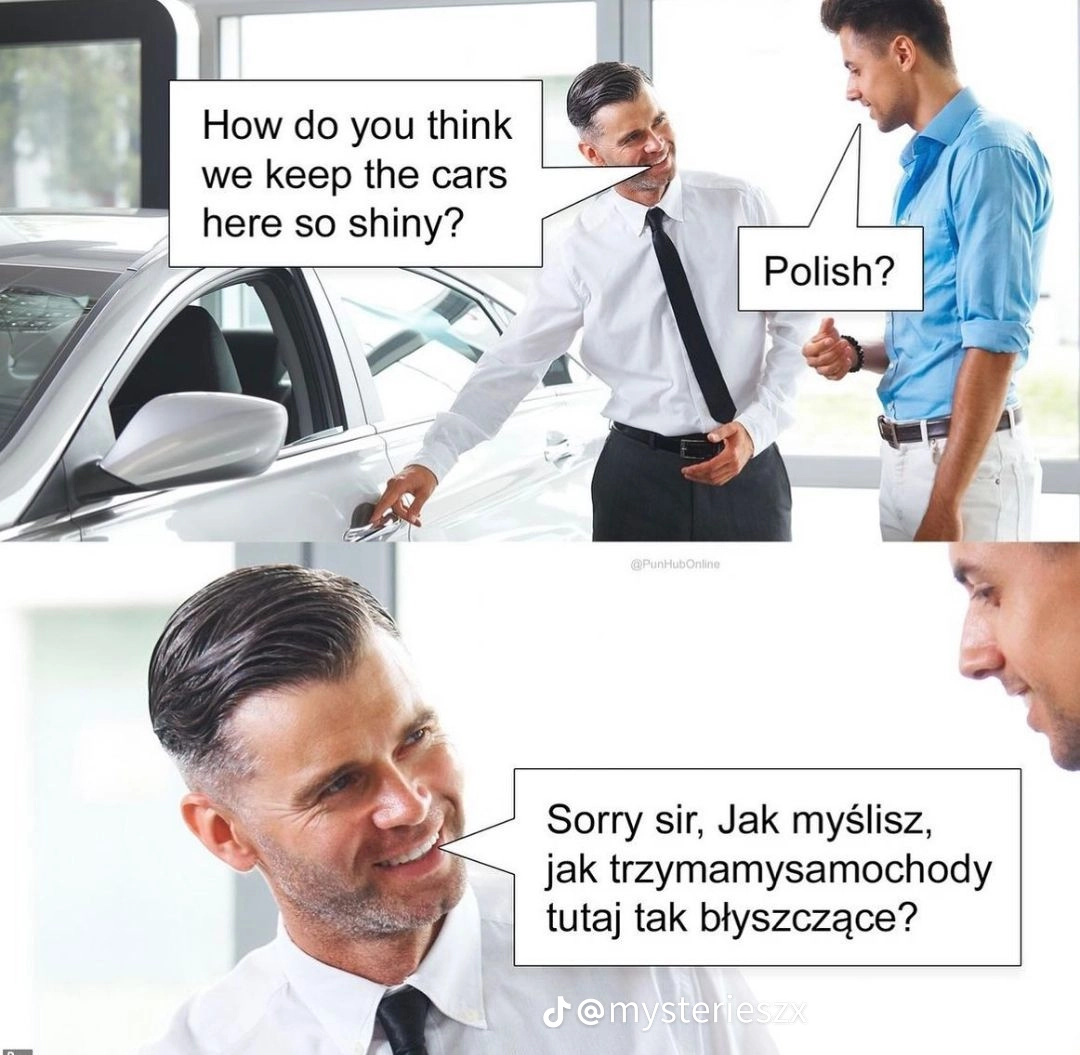 How do you think
we keep the cars
here so shiny?
Polish?
@PunHubOnline
Sorry sir, Jak myślisz,
jak trzymamysamochody
tutaj tak błyszczące?
@mysterieszx